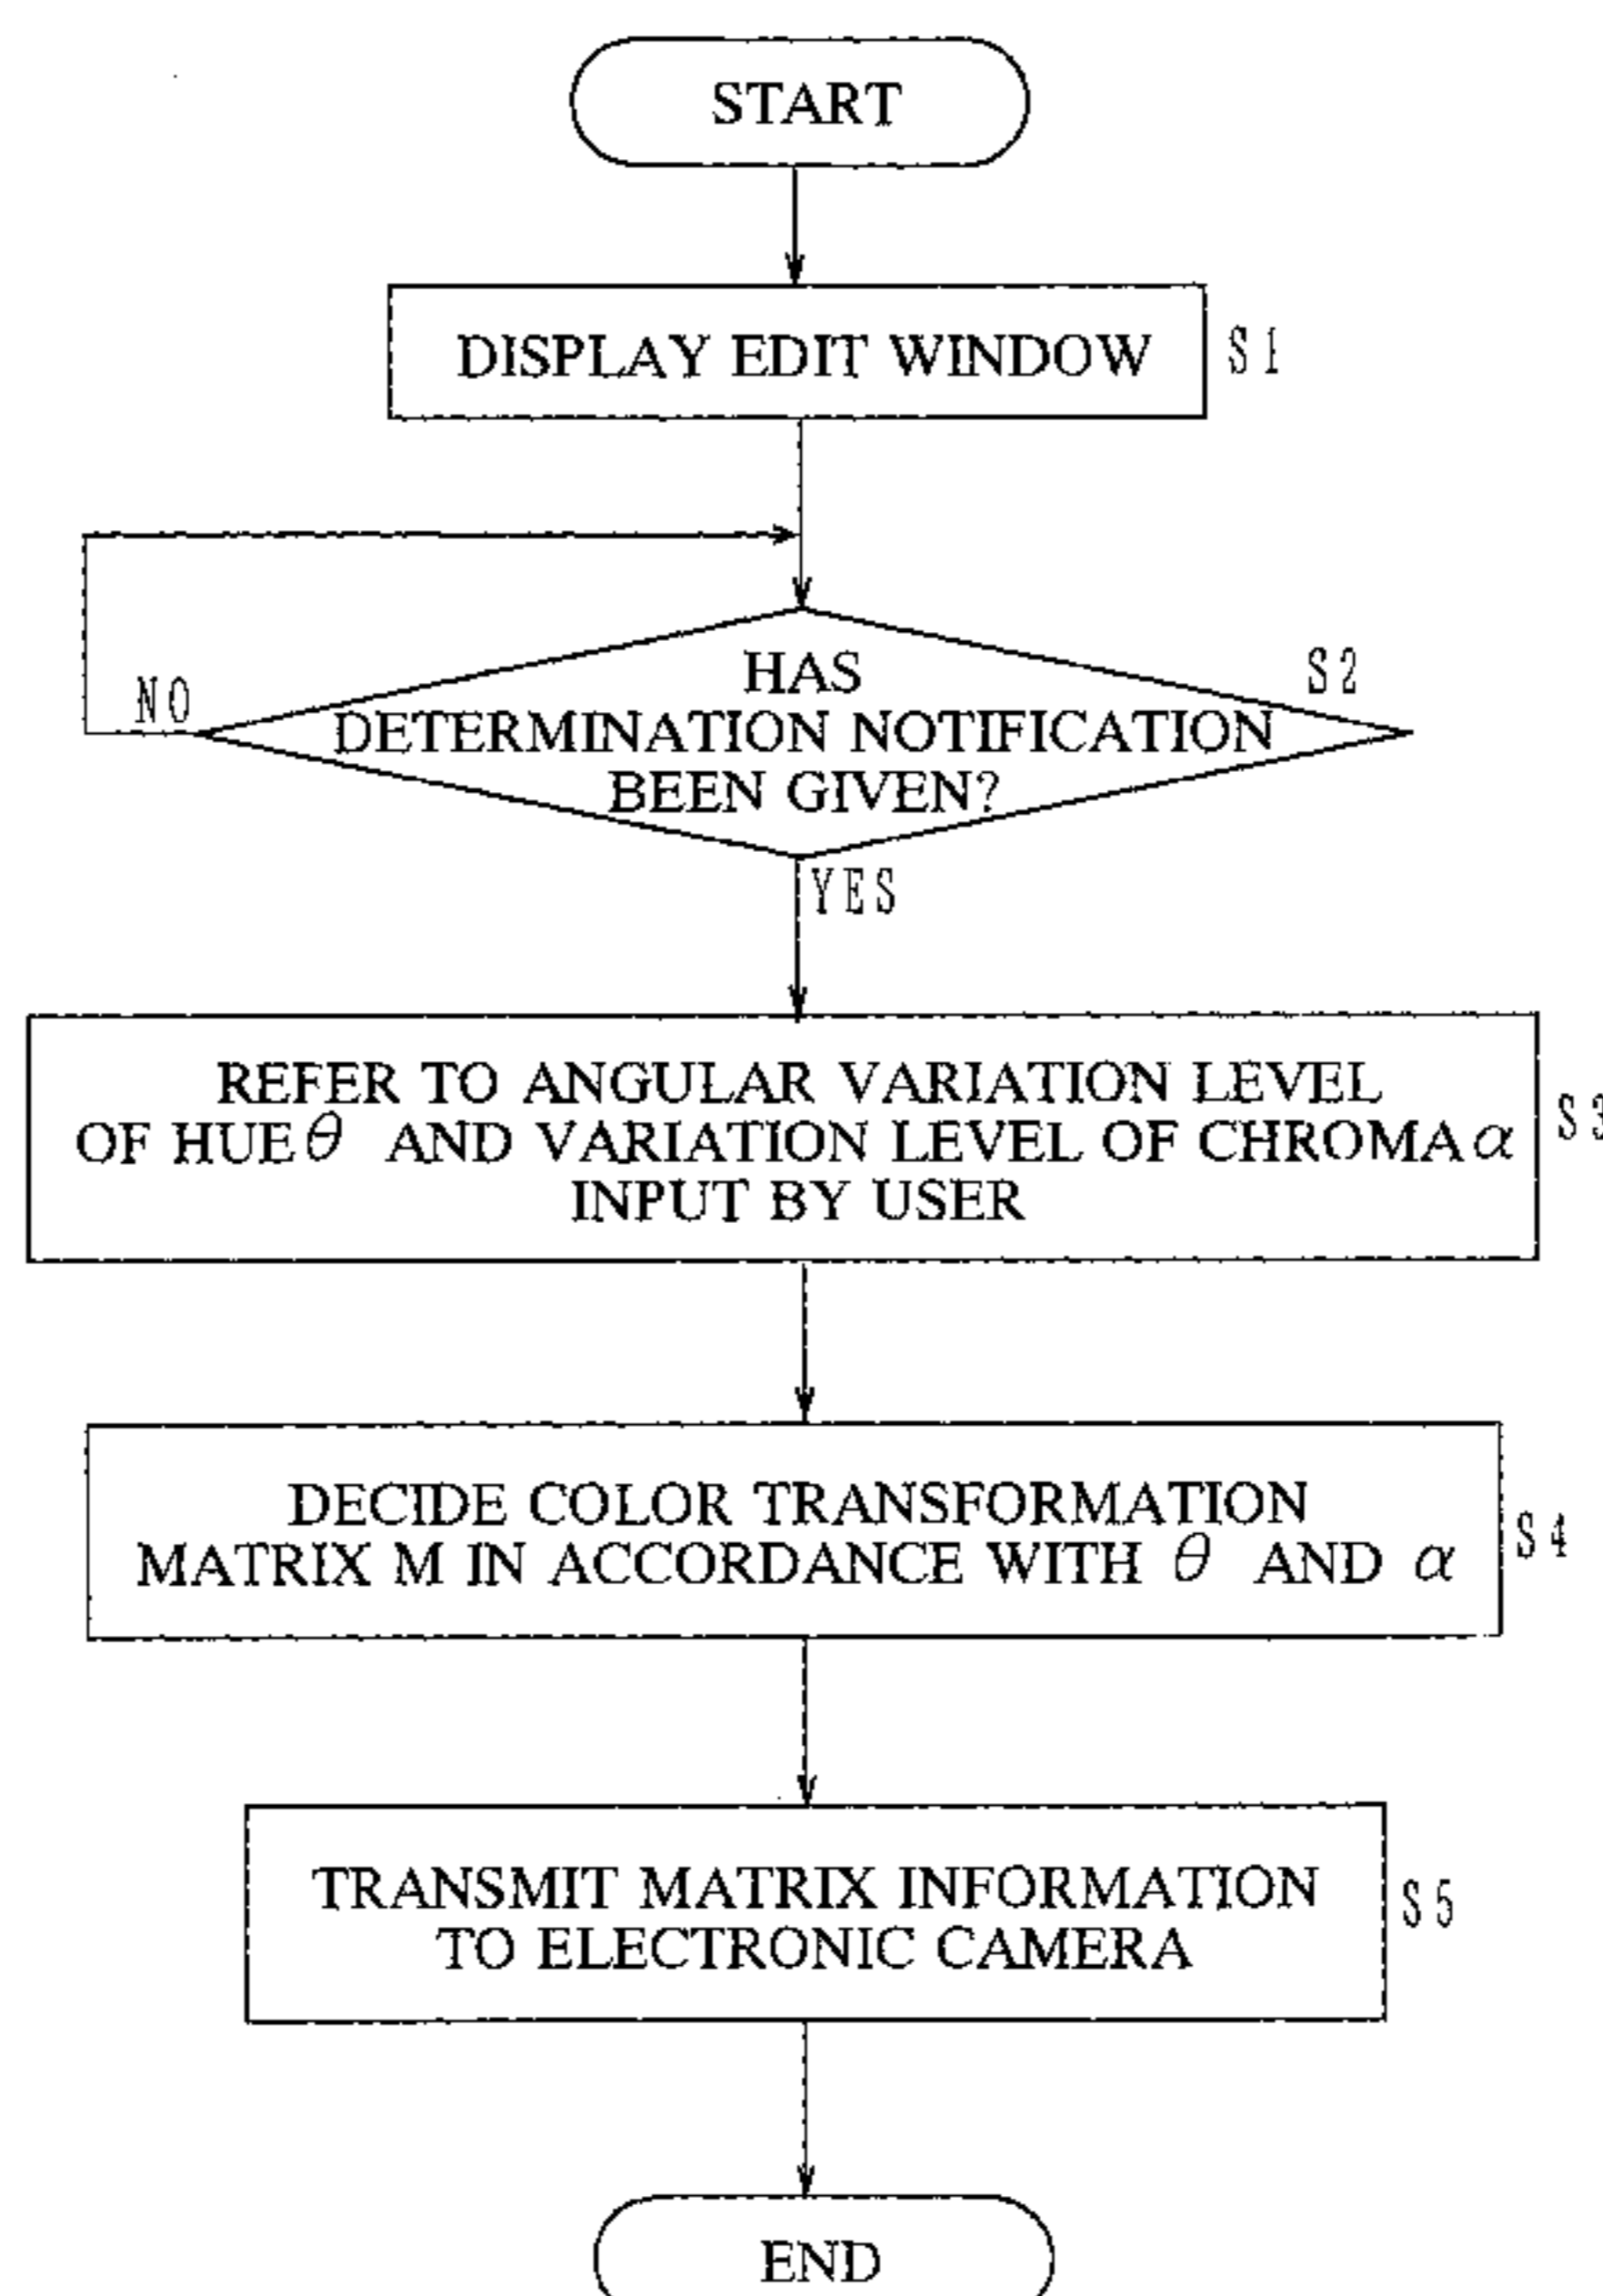 START
DISPLAY EDIT WINDOW
S1
HAS
DETERMINATION NOTIFICATION
BEEN GIVEN?
S2
NO
YES
REFER TO ANGULAR VARIATION LEVEL
OF HUE θ AND VARIATION LEVEL OF CHROMA α
INPUT BY USER
S3
DECIDE COLOR TRANSFORMATION
MATRIX M IN ACCORDANCE WITH θ AND α
S4
TRANSMIT MATRIX INFORMATION
TO ELECTRONIC CAMERA
S5
END